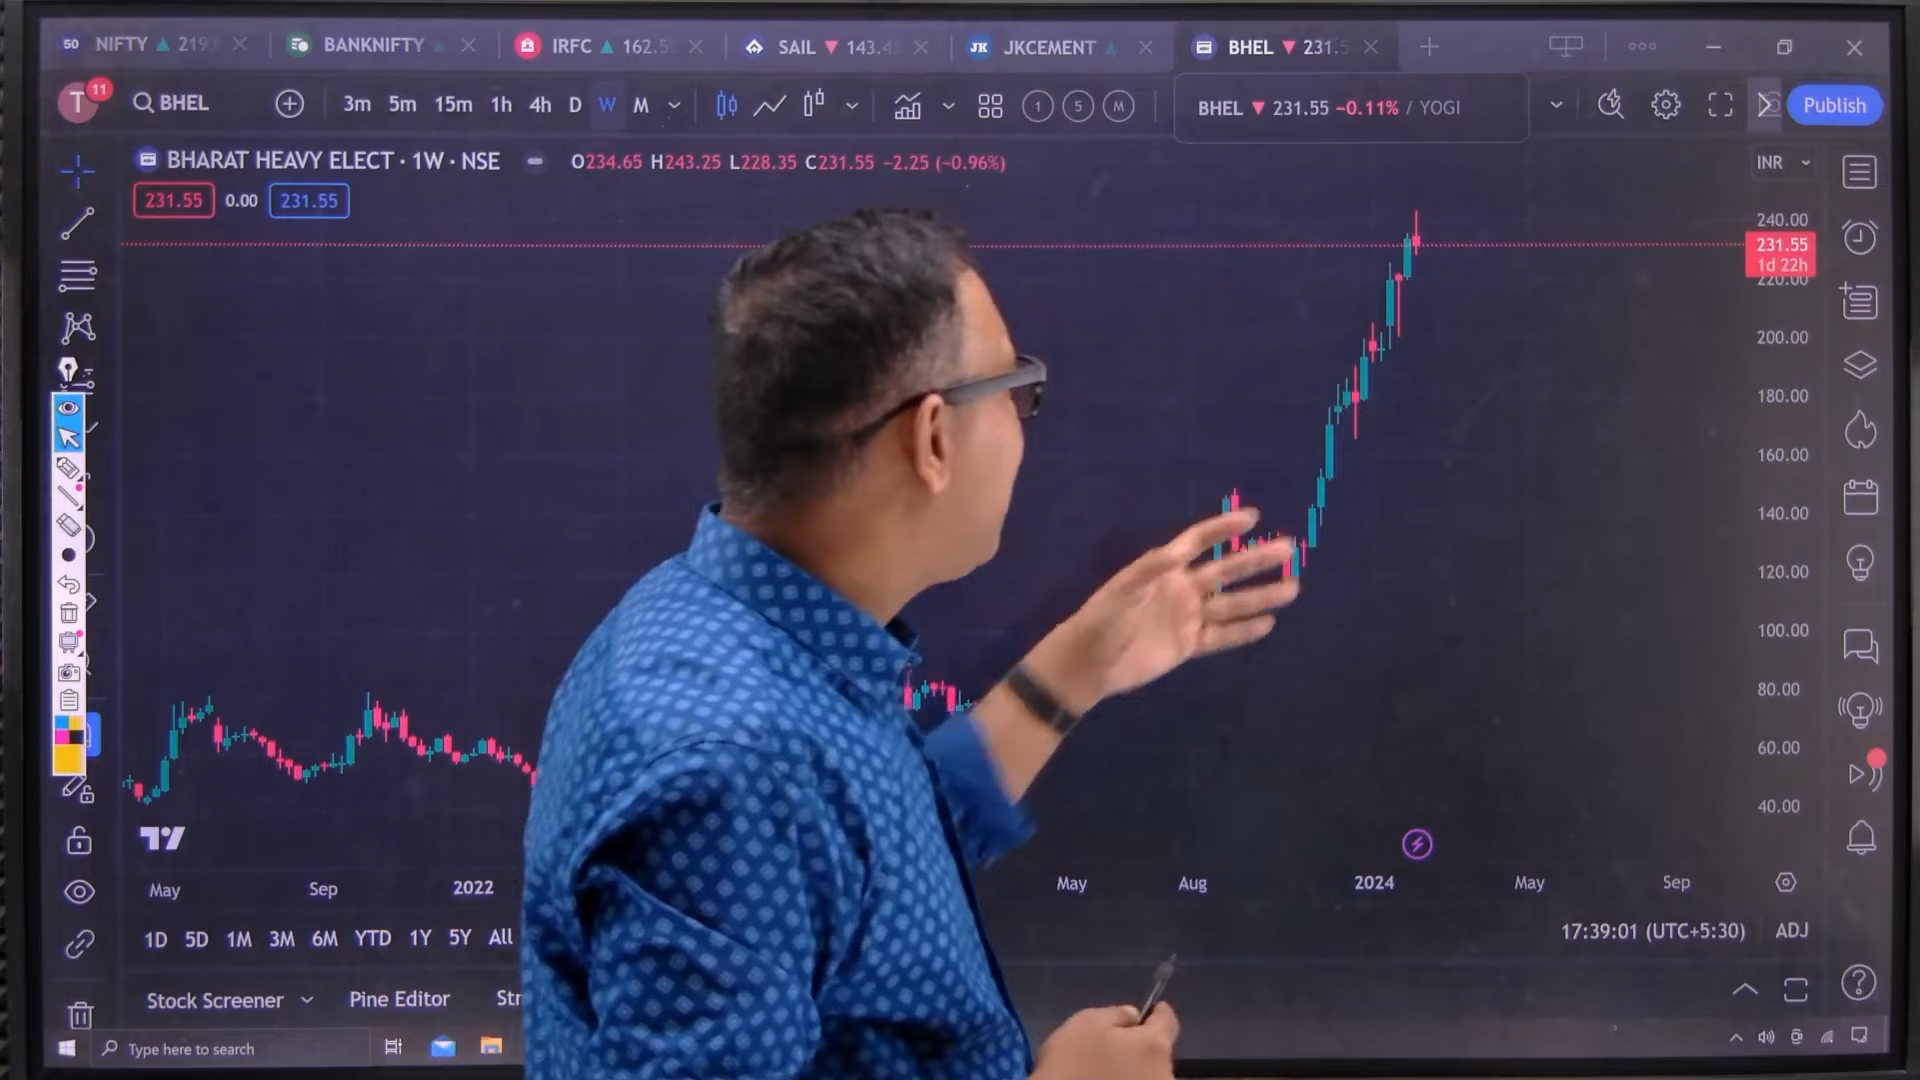 50 NIFTY 219
BANKNIFTY
IRFC 162.5
SAIL 143.4
JK JKCEMENT
BHEL 231.5
T 11 BHEL 3m 5m 15m 1h 4h D W M 1 5 M
BHEL 231.55 −0.11% / YOGI
Publish
BHARAT HEAVY ELECT · 1W · NSE O234.65 H243.25 L228.35 C231.55 −2.25 (−0.96%)
INR
231.55 0.00 231.55
240.00
231.55
1d 22h
220.00
200.00
180.00
160.00
140.00
120.00
100.00
80.00
60.00
40.00
May Sep 2022 May Aug 2024 May Sep
1D 5D 1M 3M 6M YTD 1Y 5Y All 17:39:01 (UTC+5:30) ADJ
Stock Screener Pine Editor Str
Type here to search